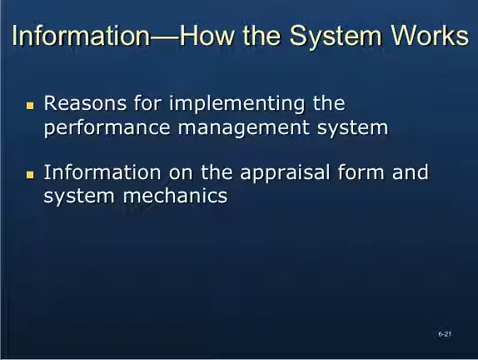 Information—How the System Works
■ Reasons for implementing the
performance management system
■ Information on the appraisal form and
system mechanics
6-21